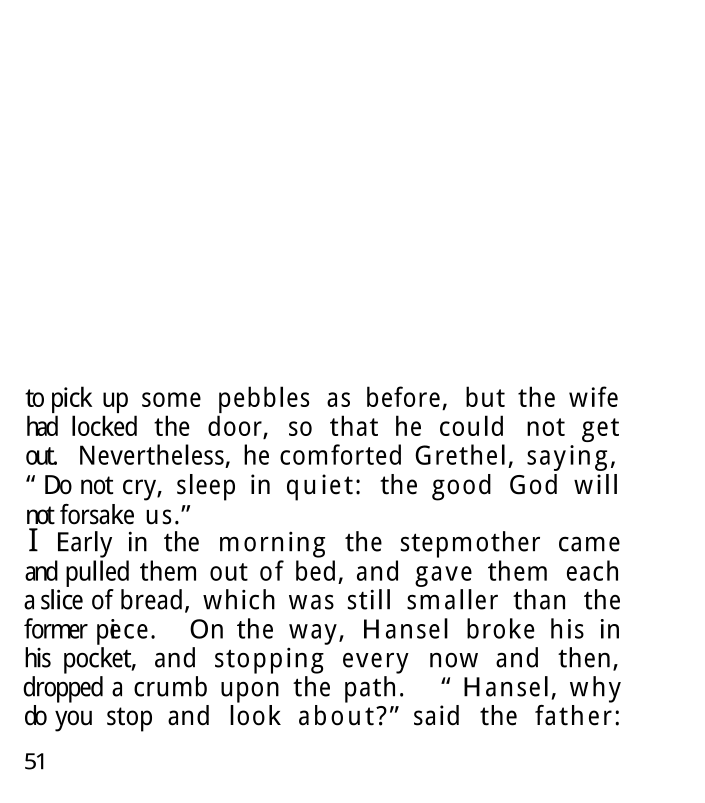 to pick up some pebbles as before, but the wife
had locked the door, so that he could not get
out. Nevertheless, he comforted Grethel, saying,
“ Do not cry, sleep in quiet: the good God will
not forsake us.”
I Early in the morning the stepmother came
and pulled them out of bed, and gave them each
a slice of bread, which was still smaller than the
former piece. On the way, Hansel broke his in
his pocket, and stopping every now and then,
dropped a crumb upon the path. “ Hansel, why
do you stop and look about?” said the father:
51